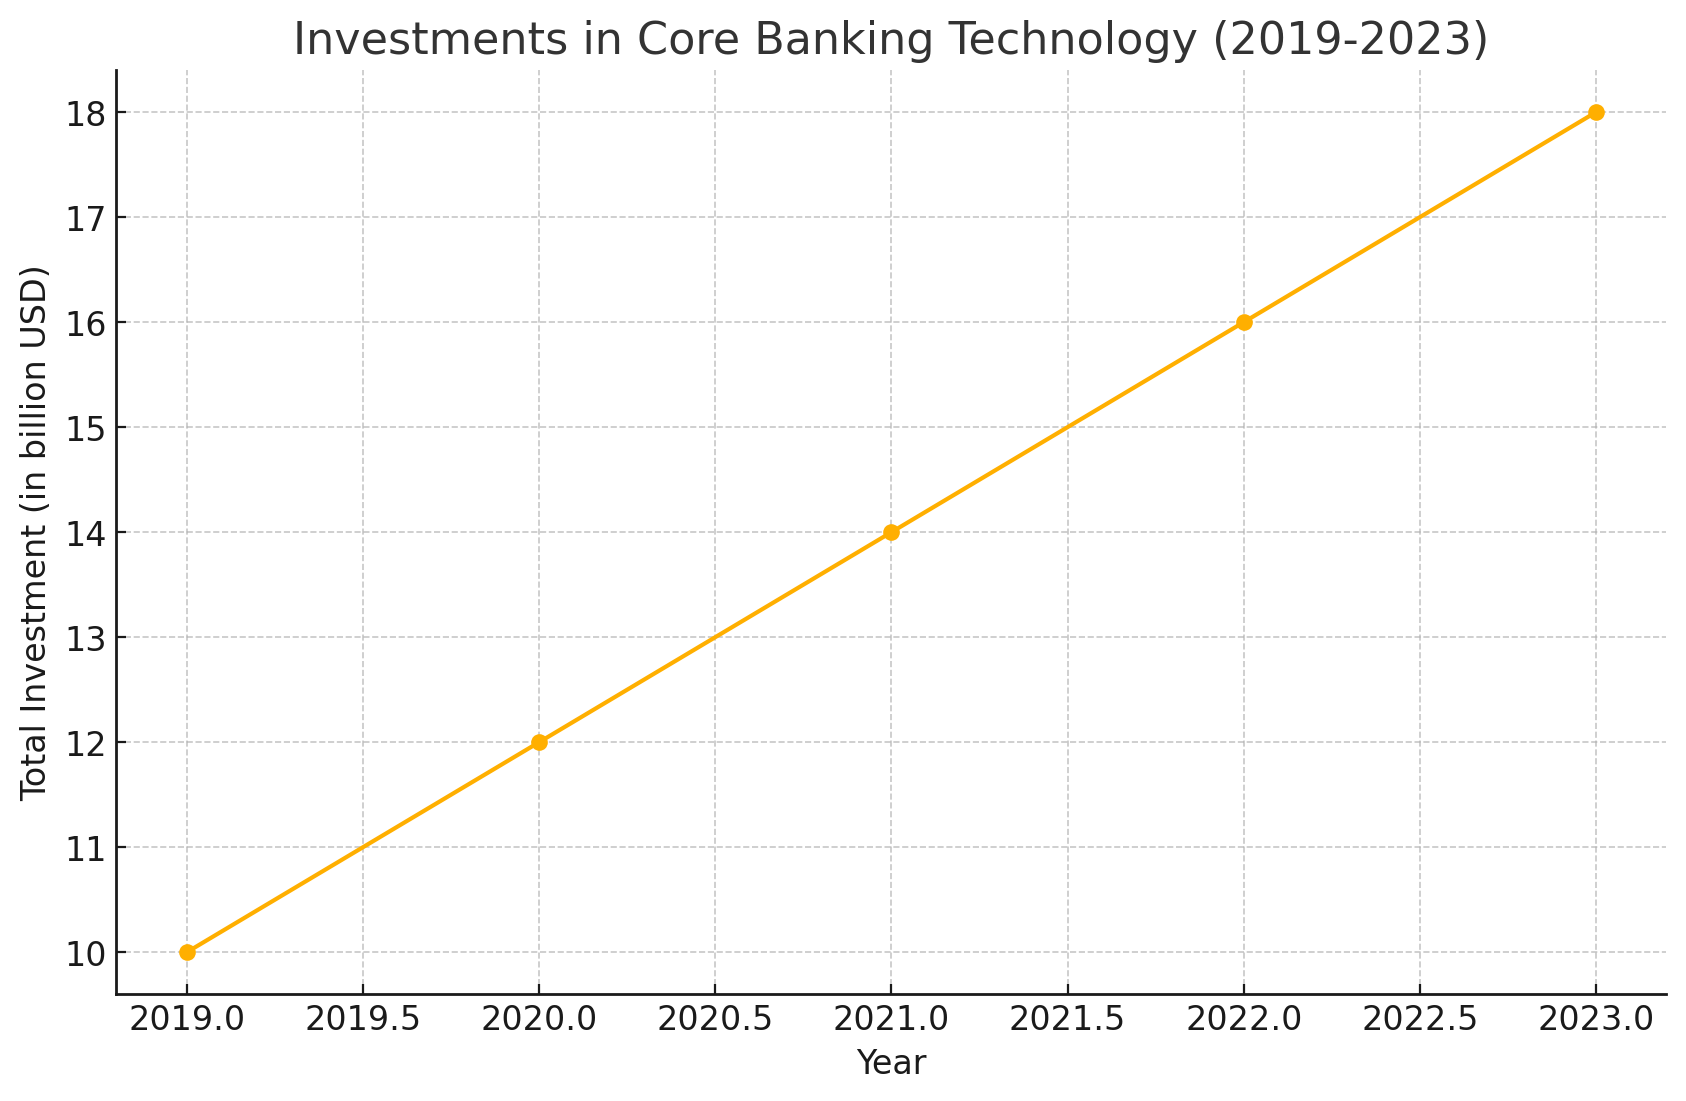 Investments in Core Banking Technology (2019-2023)
Total Investment (in billion USD)
18
17
16
15
14
13
12
11
10
2019.0 2019.5 2020.0 2020.5 2021.0 2021.5 2022.0 2022.5 2023.0
Year